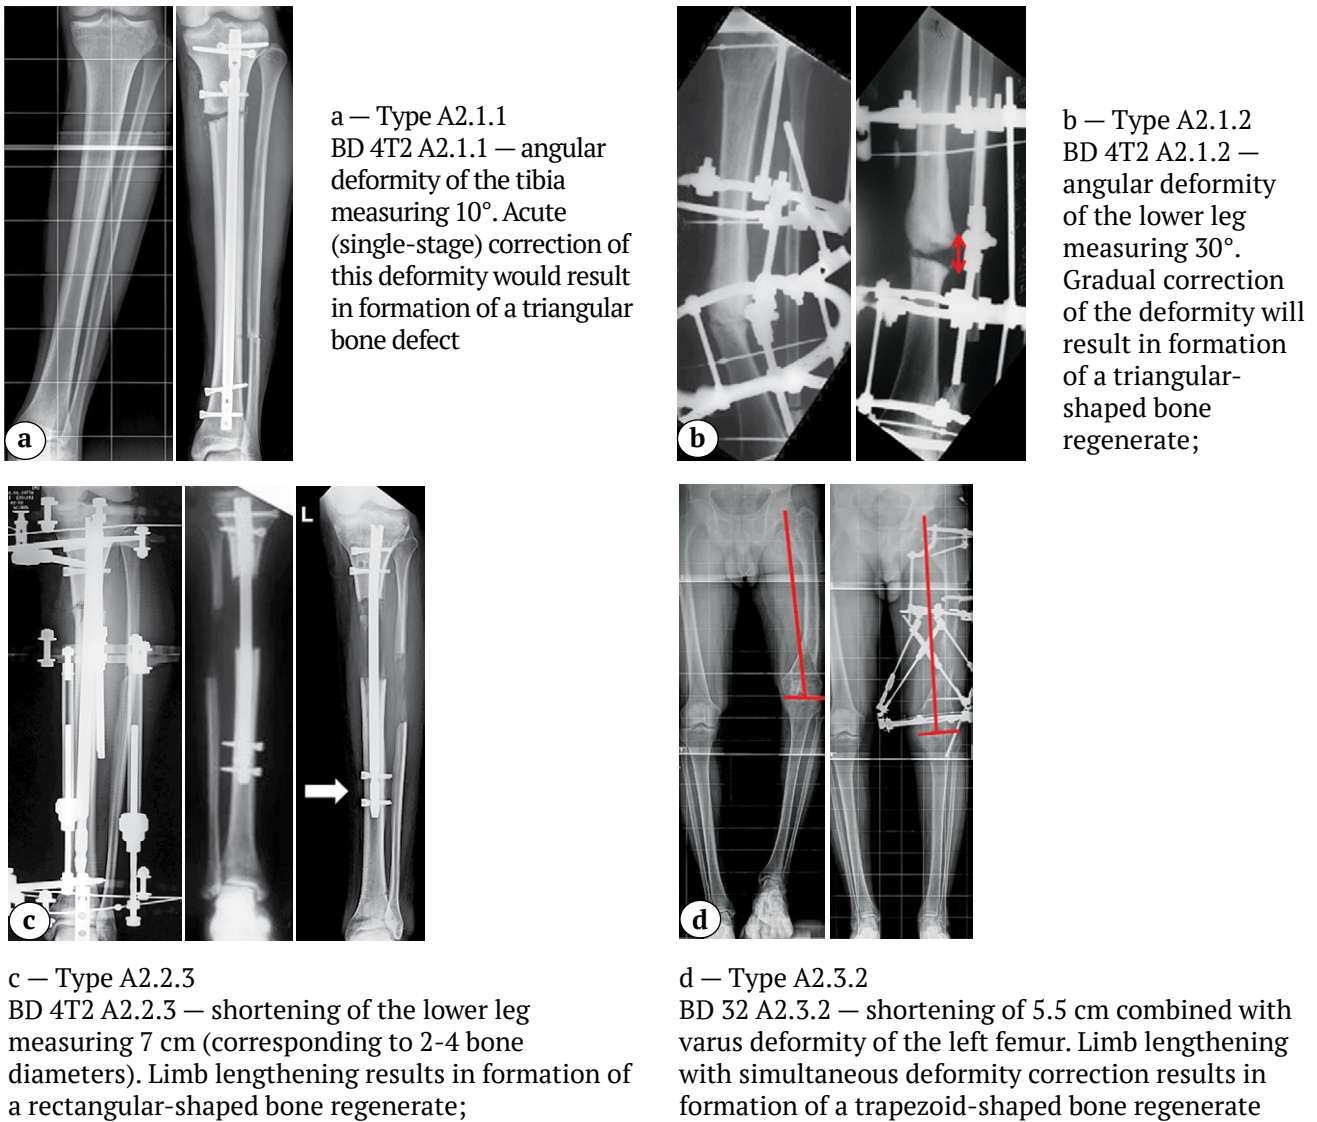 a — Type A2.1.1
BD 4T2 A2.1.1 — angular
deformity of the tibia
measuring 10°. Acute
(single-stage) correction of
this deformity would result
in formation of a triangular
bone defect
a
b — Type A2.1.2
BD 4T2 A2.1.2 —
angular deformity
of the lower leg
measuring 30°.
Gradual correction
of the deformity will
result in formation
of a triangular-
shaped bone
regenerate;
b
L
c
c — Type A2.2.3
BD 4T2 A2.2.3 — shortening of the lower leg
measuring 7 cm (corresponding to 2-4 bone
diameters). Limb lengthening results in formation of
a rectangular-shaped bone regenerate;
d
d — Type A2.3.2
BD 32 A2.3.2 — shortening of 5.5 cm combined with
varus deformity of the left femur. Limb lengthening
with simultaneous deformity correction results in
formation of a trapezoid-shaped bone regenerate